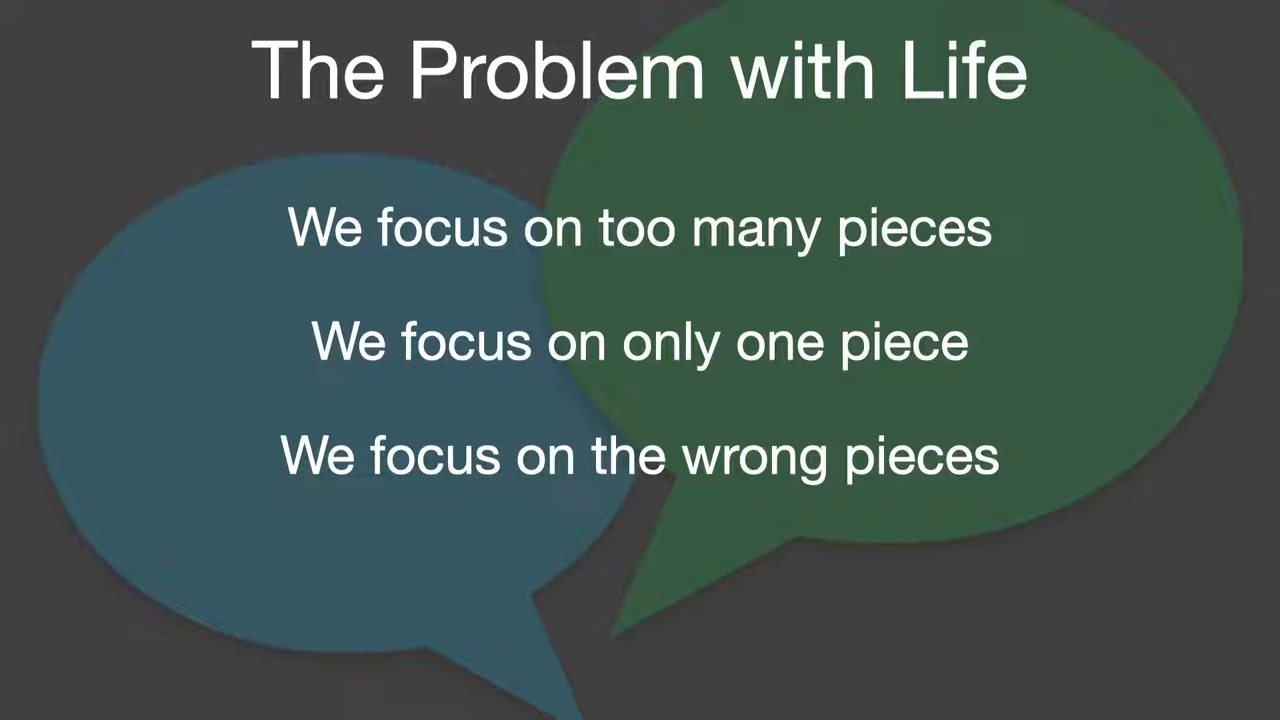 The Problem with Life
We focus on too many pieces
We focus on only one piece
We focus on the wrong pieces